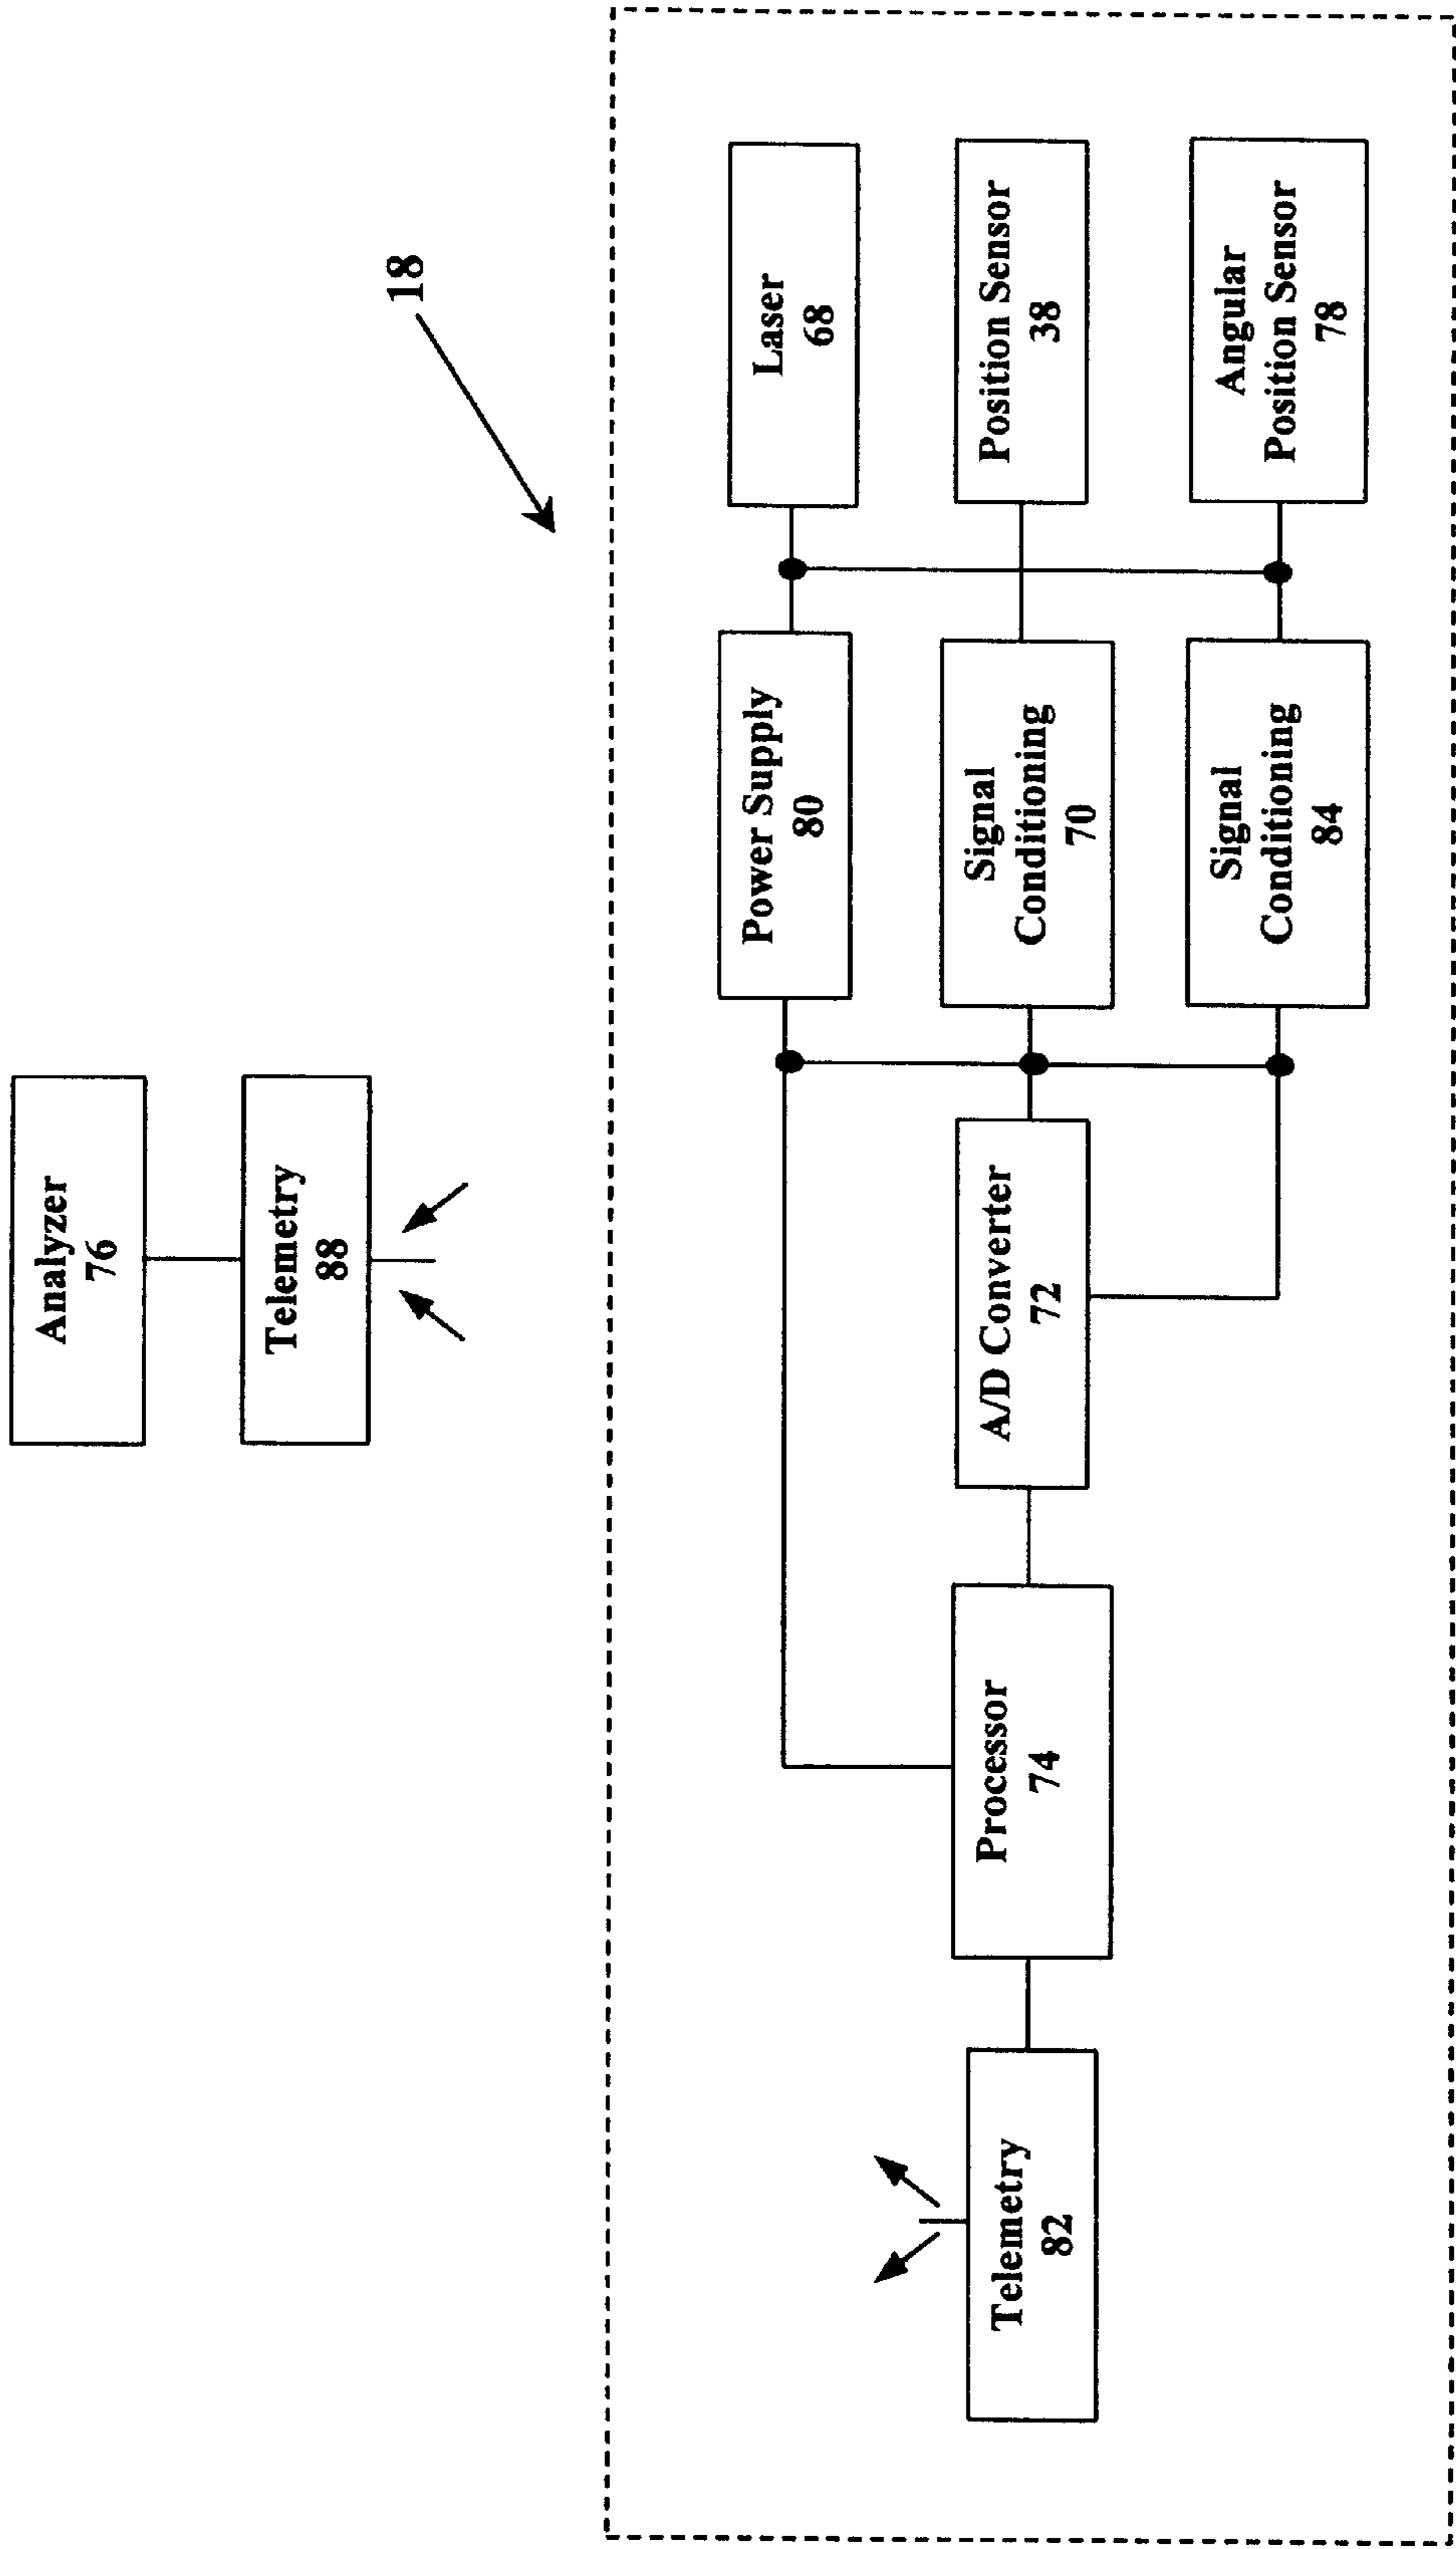 Analyzer
76
Telemetry
88
18
Laser
68
Power Supply
80
Position Sensor
38
Signal
Conditioning
70
A/D Converter
72
Processor
74
Telemetry
82
Angular
Position Sensor
78
Signal
Conditioning
84